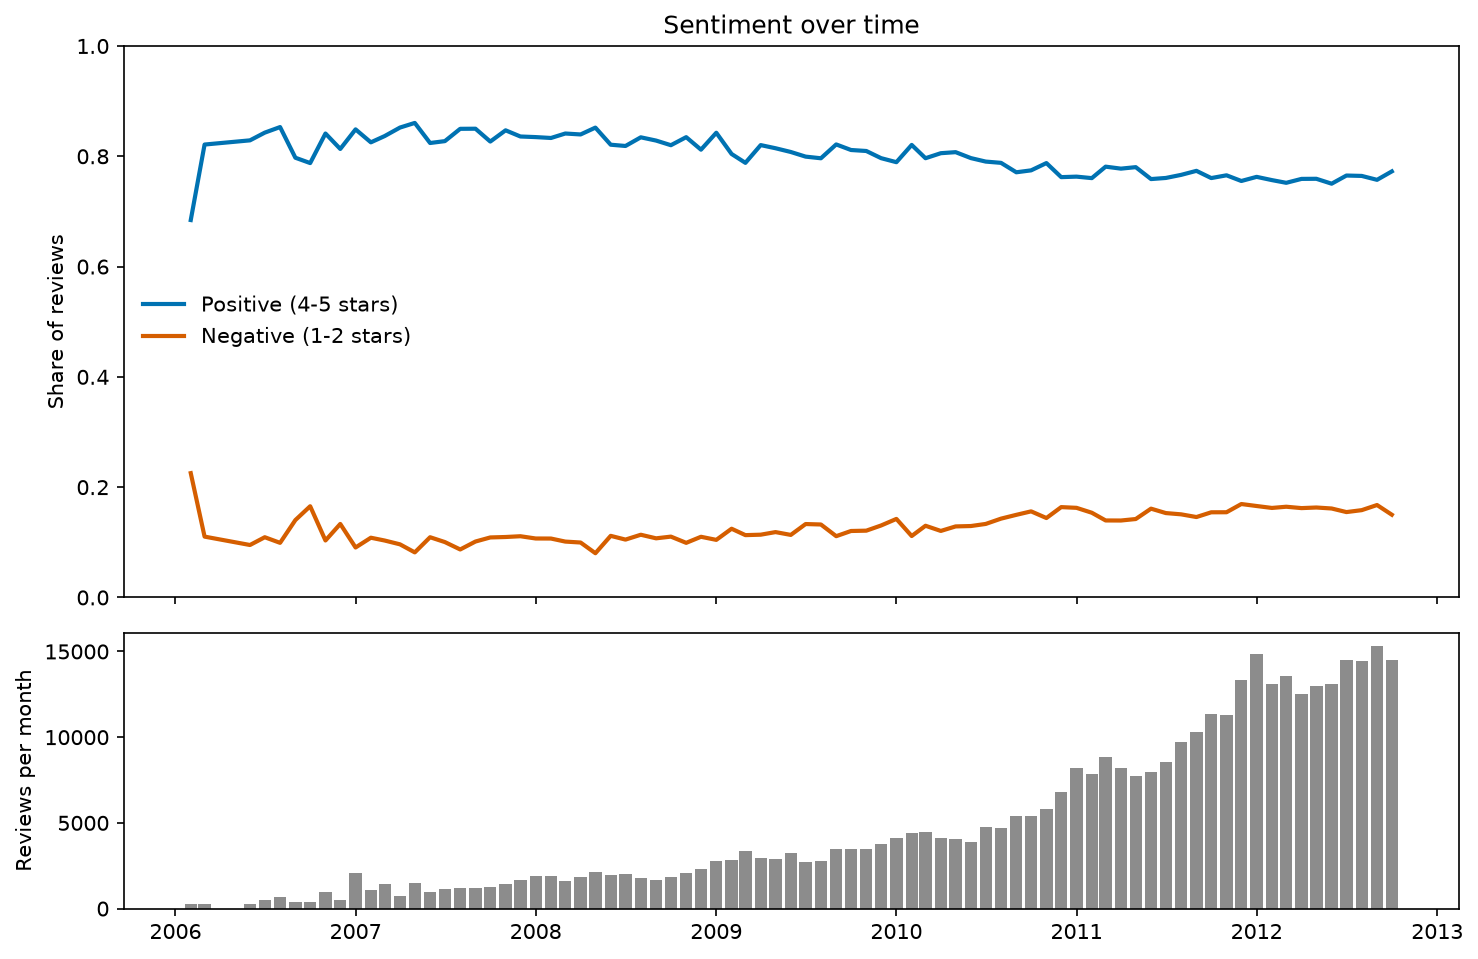 Sentiment over time
1.0
0.8
0.6
0.4
0.2
0.0
Share of reviews
Positive (4-5 stars)
Negative (1-2 stars)
15000
10000
5000
0
Reviews per month
2006 2007 2008 2009 2010 2011 2012 2013